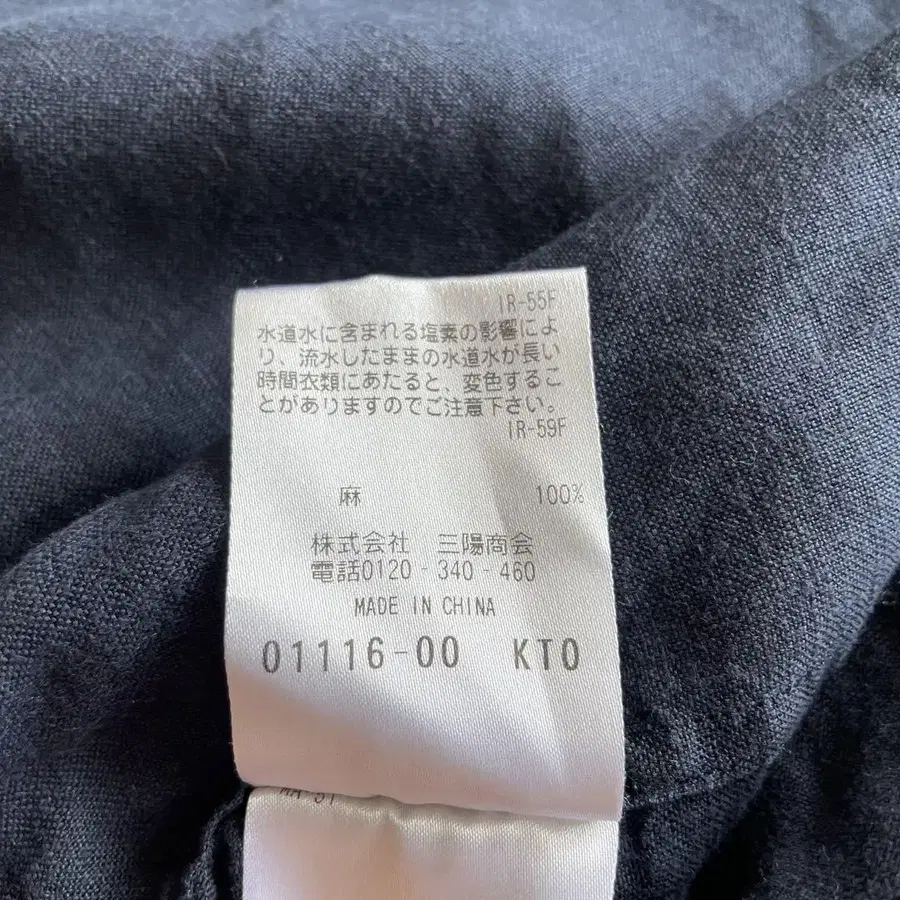 IR-55F
水道水に含まれる塩素の影響によ
り、流水したままの水道水が長い
時間衣類にあたると、変色するこ
とがありますのでご注意下さい。
IR-59F
麻 100%
株式会社 三陽商会
電話0120-340-460
MADE IN CHINA
01116-00 KTO